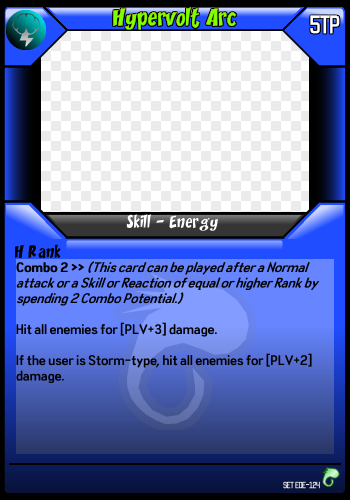 Hypervolt Arc
5TP
Skill - Energy
H Rank
Combo 2 >> (This card can be played after a Normal
attack or a Skill or Reaction of equal or higher Rank by
spending 2 Combo Potential.)
Hit all enemies for [PLV+3] damage.
If the user is Storm-type, hit all enemies for [PLV+2]
damage.
SET EDE-124